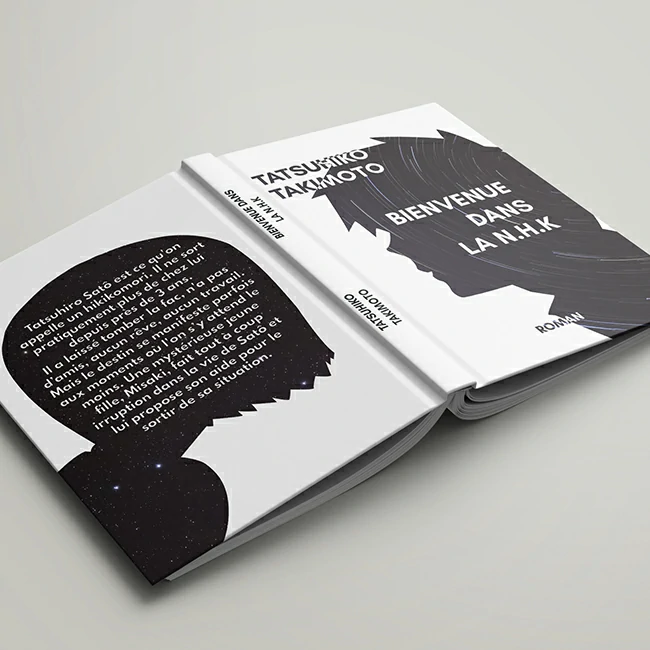 TATSUHIKO
TAKIMOTO
BIENVENUE
DANS
LA N.H.K
ROMAN
BIENVENUE DANS
LA N.H.K
TATSUHIKO
TAKIMOTO
Tatsuhiro Satō est ce qu'on
appelle un hikikomori. Il ne sort
pratiquement plus de chez lui
depuis près de 3 ans.
Il a laissé tomber la fac, n'a pas
d'amis, aucun rêve, aucun travail.
Mais le destin se manifeste parfois
aux moments où l'on s'y attend le
moins. Une mystérieuse jeune
fille, Misaki, fait tout à coup
irruption dans la vie de Satō et
lui propose son aide pour le
sortir de sa situation.